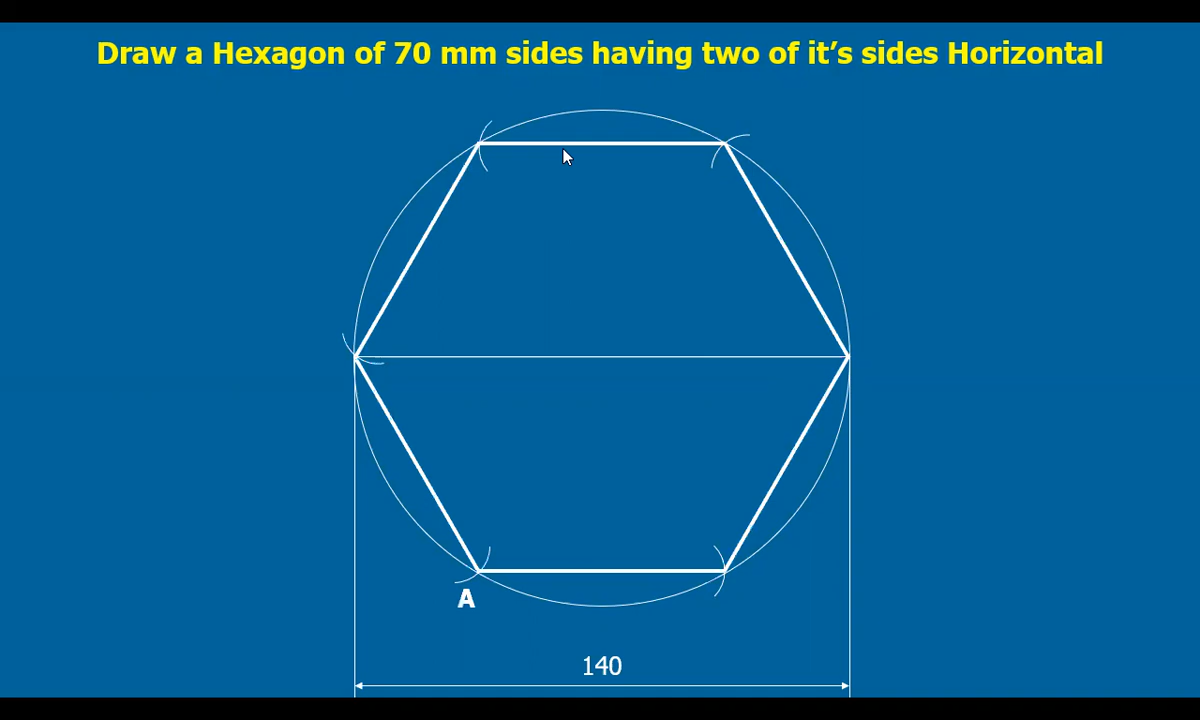 Draw a Hexagon of 70 mm sides having two of it’s sides Horizontal
A
140